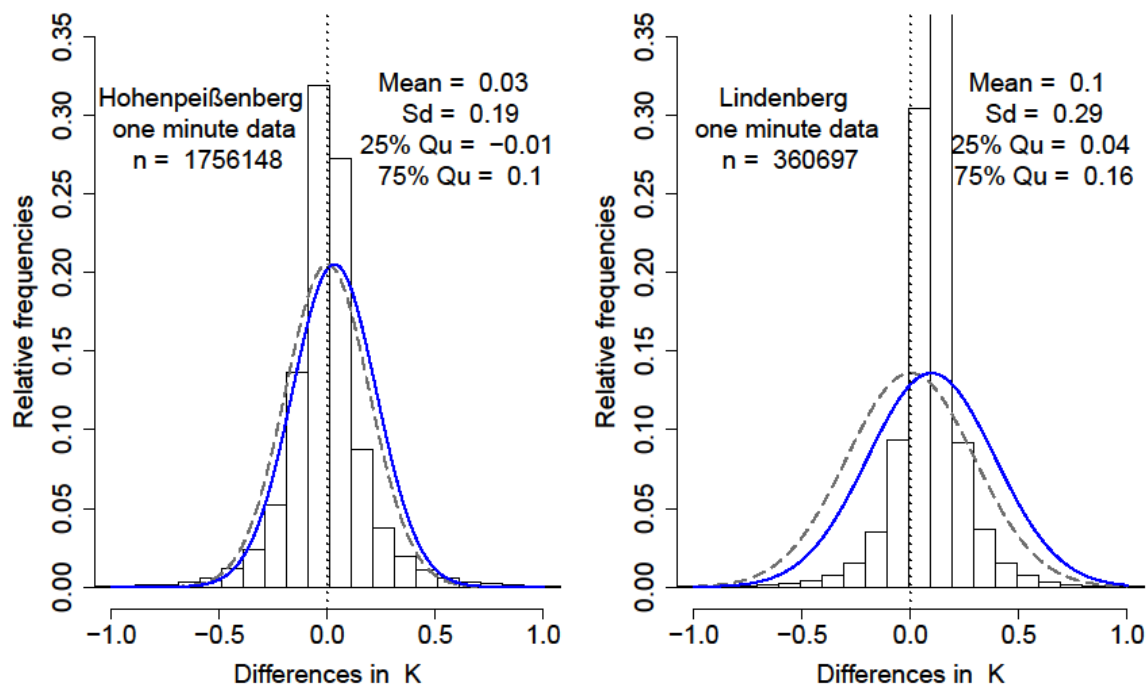 0.35
0.30
0.25
0.20
0.15
0.10
0.05
0.00
Relative frequencies
Hohenpeißenberg
one minute data
n = 1756148
Mean = 0.03
Sd = 0.19
25% Qu = −0.01
75% Qu = 0.1
−1.0 −0.5 0.0 0.5 1.0
Differences in K
0.35
0.30
0.25
0.20
0.15
0.10
0.05
0.00
Relative frequencies
Lindenberg
one minute data
n = 360697
Mean = 0.1
Sd = 0.29
25% Qu = 0.04
75% Qu = 0.16
−1.0 −0.5 0.0 0.5 1.0
Differences in K